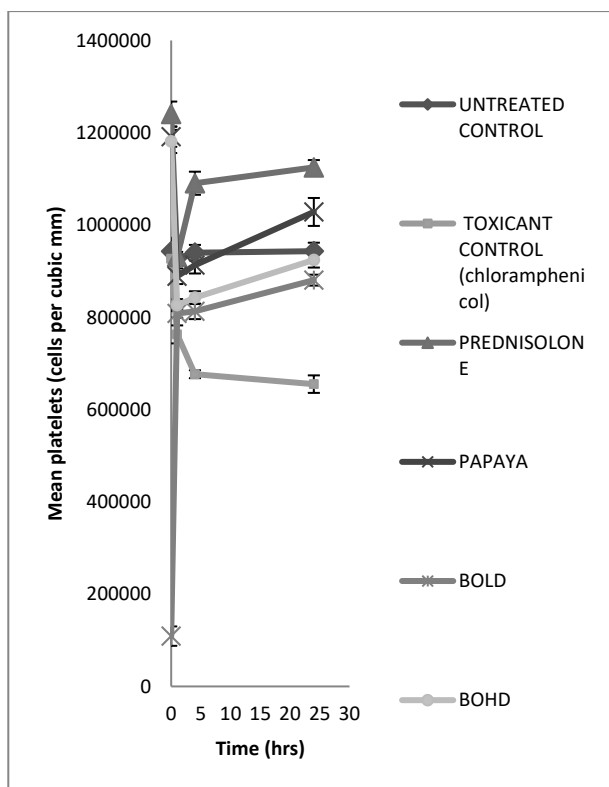 Mean platelets (cells per cubic mm)
1400000
1200000
1000000
800000
600000
400000
200000
0
0 5 10 15 20 25 30
Time (hrs)
UNTREATED
CONTROL
TOXICANT
CONTROL
(chlorampheni
col)
PREDNISOLON
E
PAPAYA
BOLD
BOHD